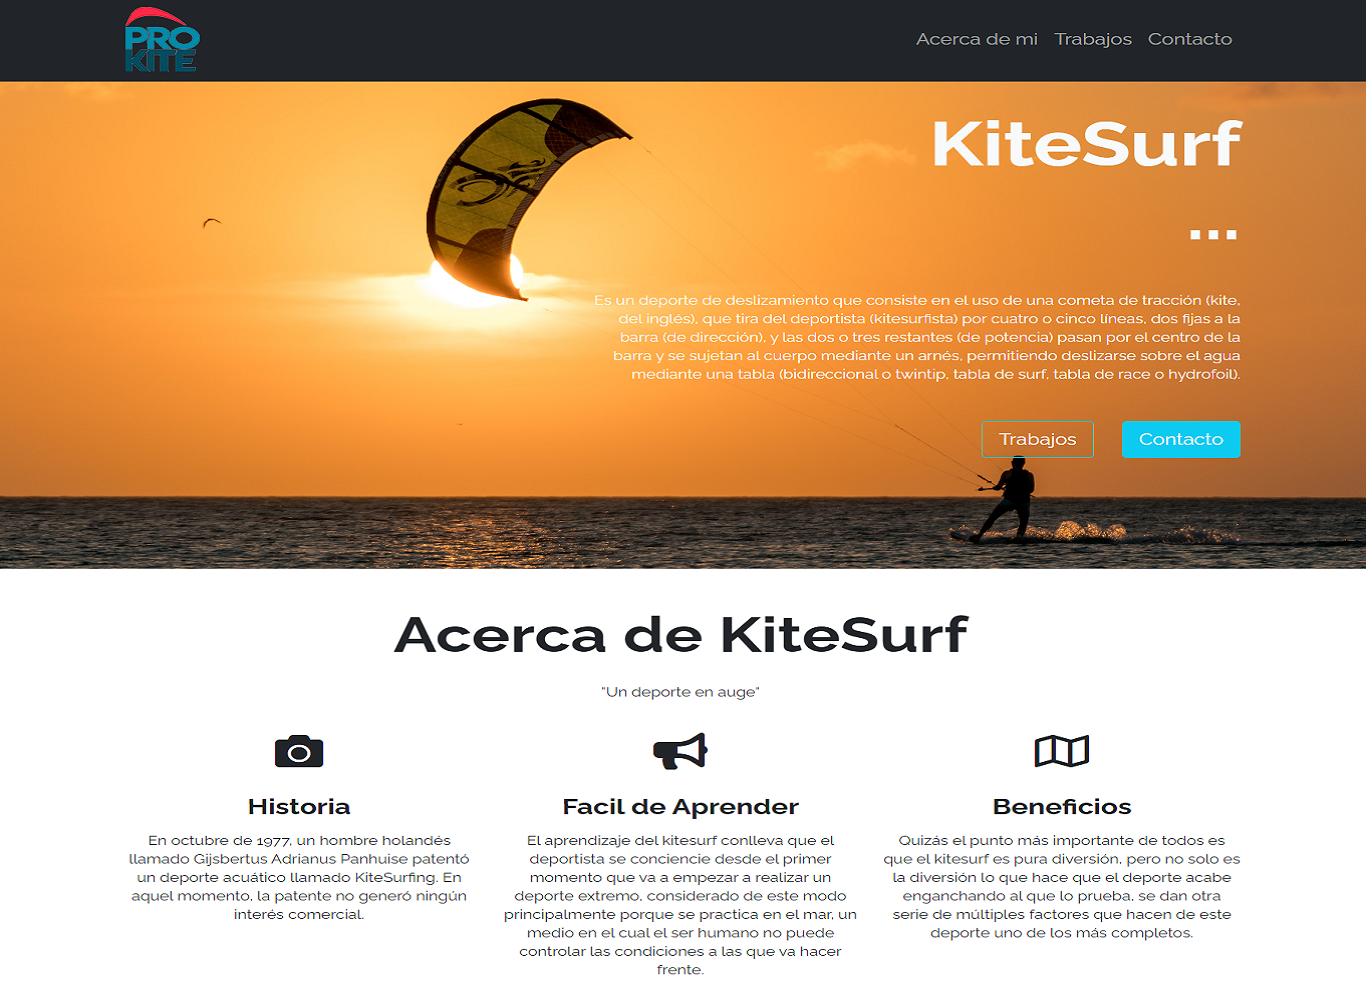 PRO
KITE
Acerca de mi Trabajos Contacto
KiteSurf
...
Es un deporte de deslizamiento que consiste en el uso de una cometa de tracción (kite,
del inglés), que tira del deportista (kitesurfista) por cuatro o cinco líneas, dos fijas a la
barra (de dirección), y las dos o tres restantes (de potencia) pasan por el centro de la
barra y se sujetan al cuerpo mediante un arnés, permitiendo deslizarse sobre el agua
mediante una tabla (bidireccional o twintip, tabla de surf, tabla de race o hydrofoil).
Trabajos Contacto
Acerca de KiteSurf
"Un deporte en auge"
Historia
En octubre de 1977, un hombre holandés
llamado Gijsbertus Adrianus Panhuise patentó
un deporte acuático llamado KiteSurfing. En
aquel momento, la patente no generó ningún
interés comercial.
Facil de Aprender
El aprendizaje del kitesurf conlleva que el
deportista se conciencie desde el primer
momento que va a empezar a realizar un
deporte extremo, considerado de este modo
principalmente porque se practica en el mar, un
medio en el cual el ser humano no puede
controlar las condiciones a las que va hacer
frente.
Beneficios
Quizás el punto más importante de todos es
que el kitesurf es pura diversión, pero no solo es
la diversión lo que hace que el deporte acabe
enganchando al que lo prueba, se dan otra
serie de múltiples factores que hacen de este
deporte uno de los más completos.